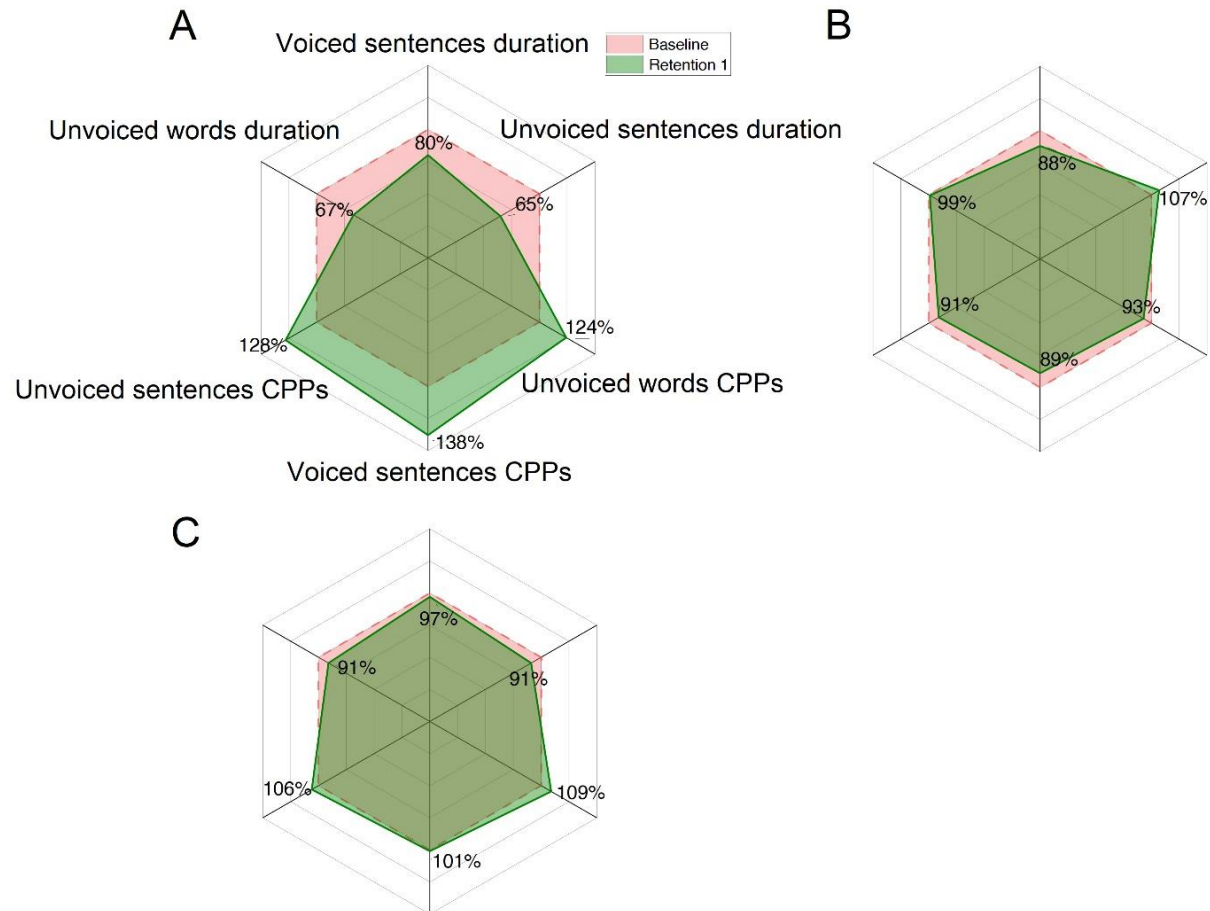 A
Voiced sentences duration
Baseline
Retention 1
B
Unvoiced words duration
Unvoiced sentences duration
80%
67%
65%
128%
124%
Unvoiced sentences CPPs
Unvoiced words CPPs
138%
Voiced sentences CPPs
88%
99%
107%
91%
93%
89%
C
97%
91%
91%
106%
109%
101%